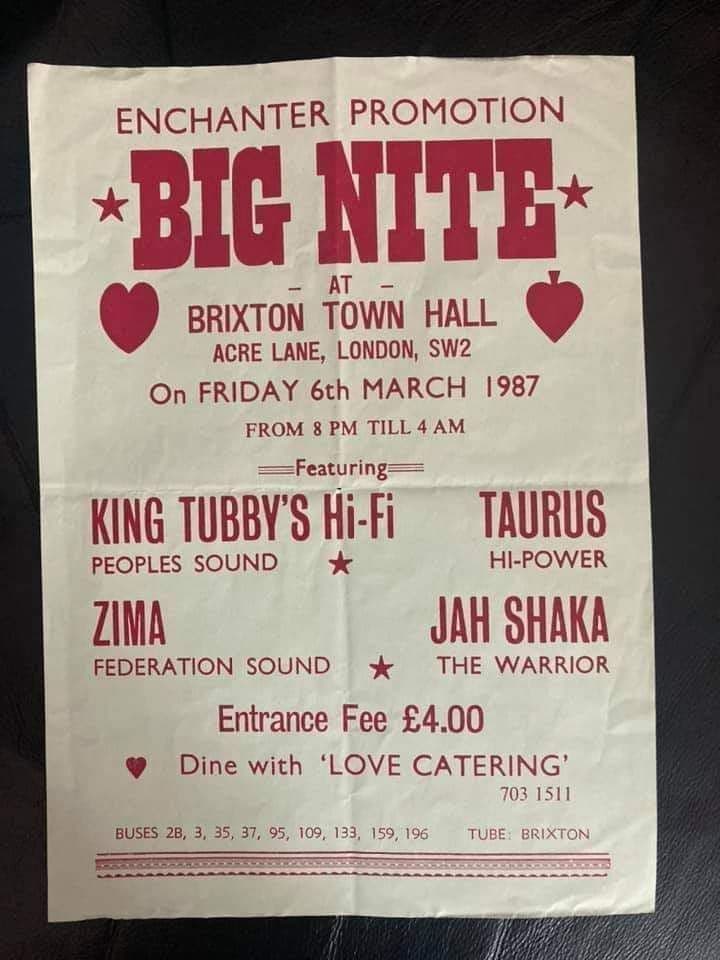 ENCHANTER PROMOTION
BIG NITE
- AT -
BRIXTON TOWN HALL
ACRE LANE, LONDON, SW2
On FRIDAY 6th MARCH 1987
FROM 8 PM TILL 4 AM
Featuring
KING TUBBY'S Hi-Fi
PEOPLES SOUND
TAURUS
HI-POWER
ZIMA
FEDERATION SOUND
JAH SHAKA
THE WARRIOR
Entrance Fee £4.00
Dine with 'LOVE CATERING'
703 1511
BUSES 2B, 3, 35, 37, 95, 109, 133, 159, 196 TUBE: BRIXTON